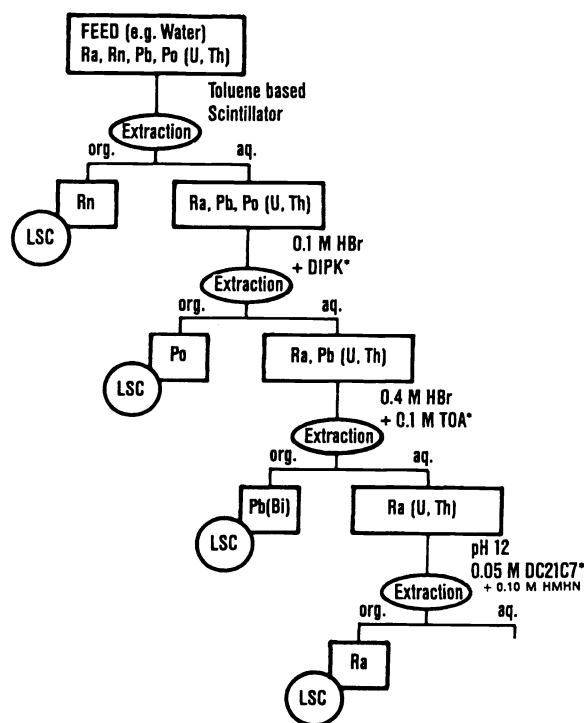 FEED (e.g. Water)
Ra, Rn, Pb, Po (U, Th)
Toluene based
Scintillator
Extraction
org.
aq.
Rn
LSC
Ra, Pb, Po (U, Th)
0.1 M HBr
+ DIPK*
Extraction
org.
aq.
Po
LSC
Ra, Pb (U, Th)
0.4 M HBr
+ 0.1 M TOA*
Extraction
org.
aq.
Pb(Bi)
LSC
Ra (U, Th)
pH 12
0.05 M DC21C7*
+ 0.10 M HMHN
Extraction
org.
aq.
Ra
LSC